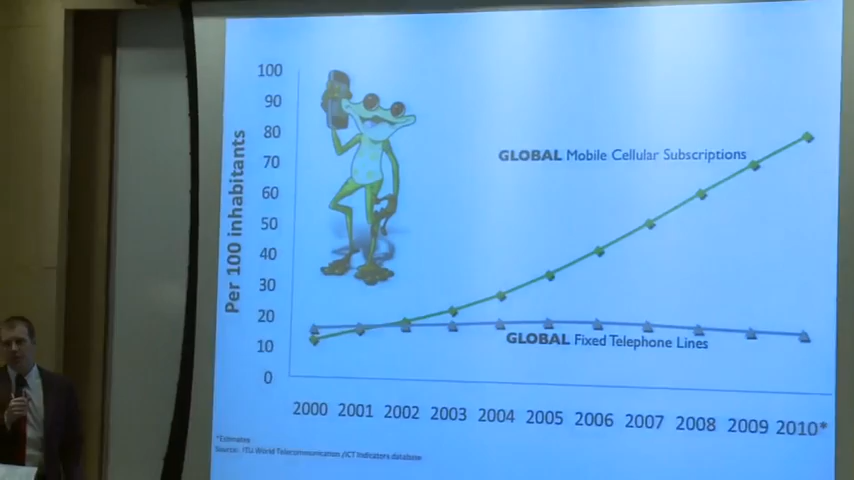 100
90
80
70
60
50
40
30
20
10
0
Per 100 inhabitants
GLOBAL Mobile Cellular Subscriptions
GLOBAL Fixed Telephone Lines
2000 2001 2002 2003 2004 2005 2006 2007 2008 2009 2010*
*Estimates
Source: ITU World Telecommunication /ICT Indicators database